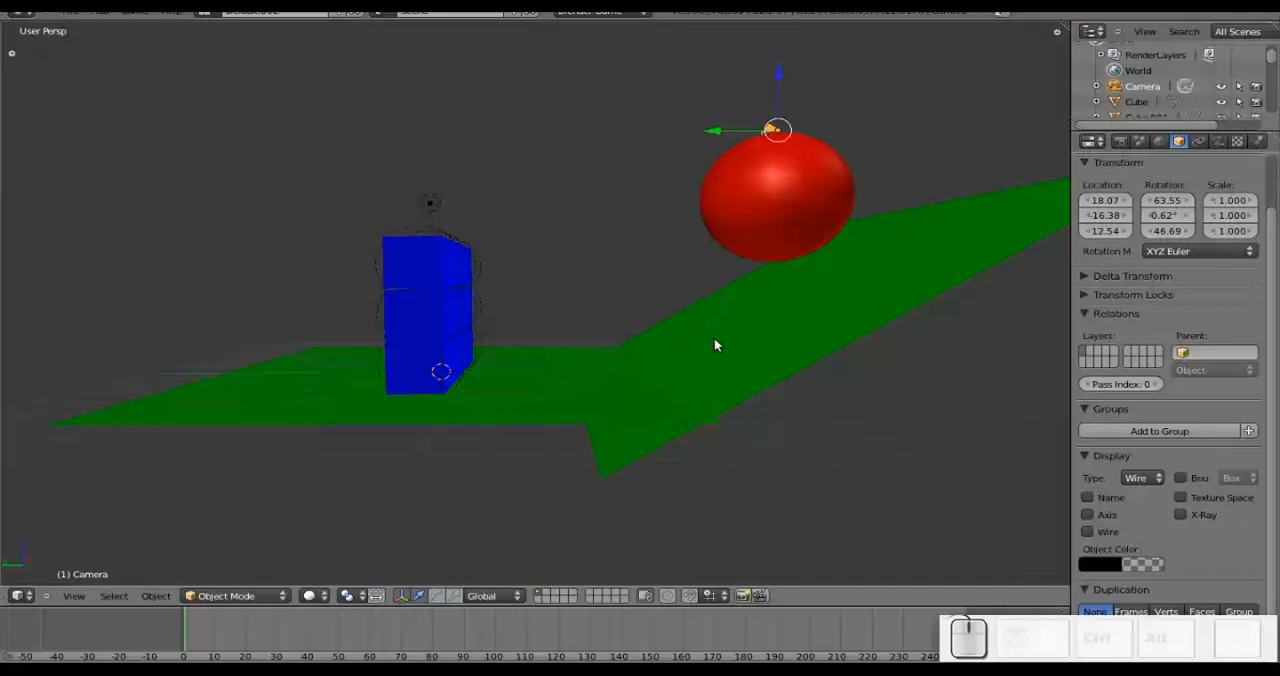 User Persp
View Search All Scenes
RenderLayers
World
Camera
Cube
Transform
Location: Rotation: Scale:
18.07 63.55 1.000
16.38 0.62° 1.000
12.54 46.69 1.000
Rotation M XYZ Euler
Delta Transform
Transform Locks
Relations
Layers: Parent:
Object
Pass Index: 0
Groups
Add to Group
Display
Type: Wire Bou Box
Name Texture Space
Axis X-Ray
Wire
Object Color
Duplication
None Frames Verts Faces Group
(1) Camera
View Select Object Object Mode Global
-50 -40 -30 -20 -10 0 10 20 30 40 50 60 70 80 90 100 110 120 130 140 150 160 170 180 190 200 210 220 230 240
Ctrl Alt